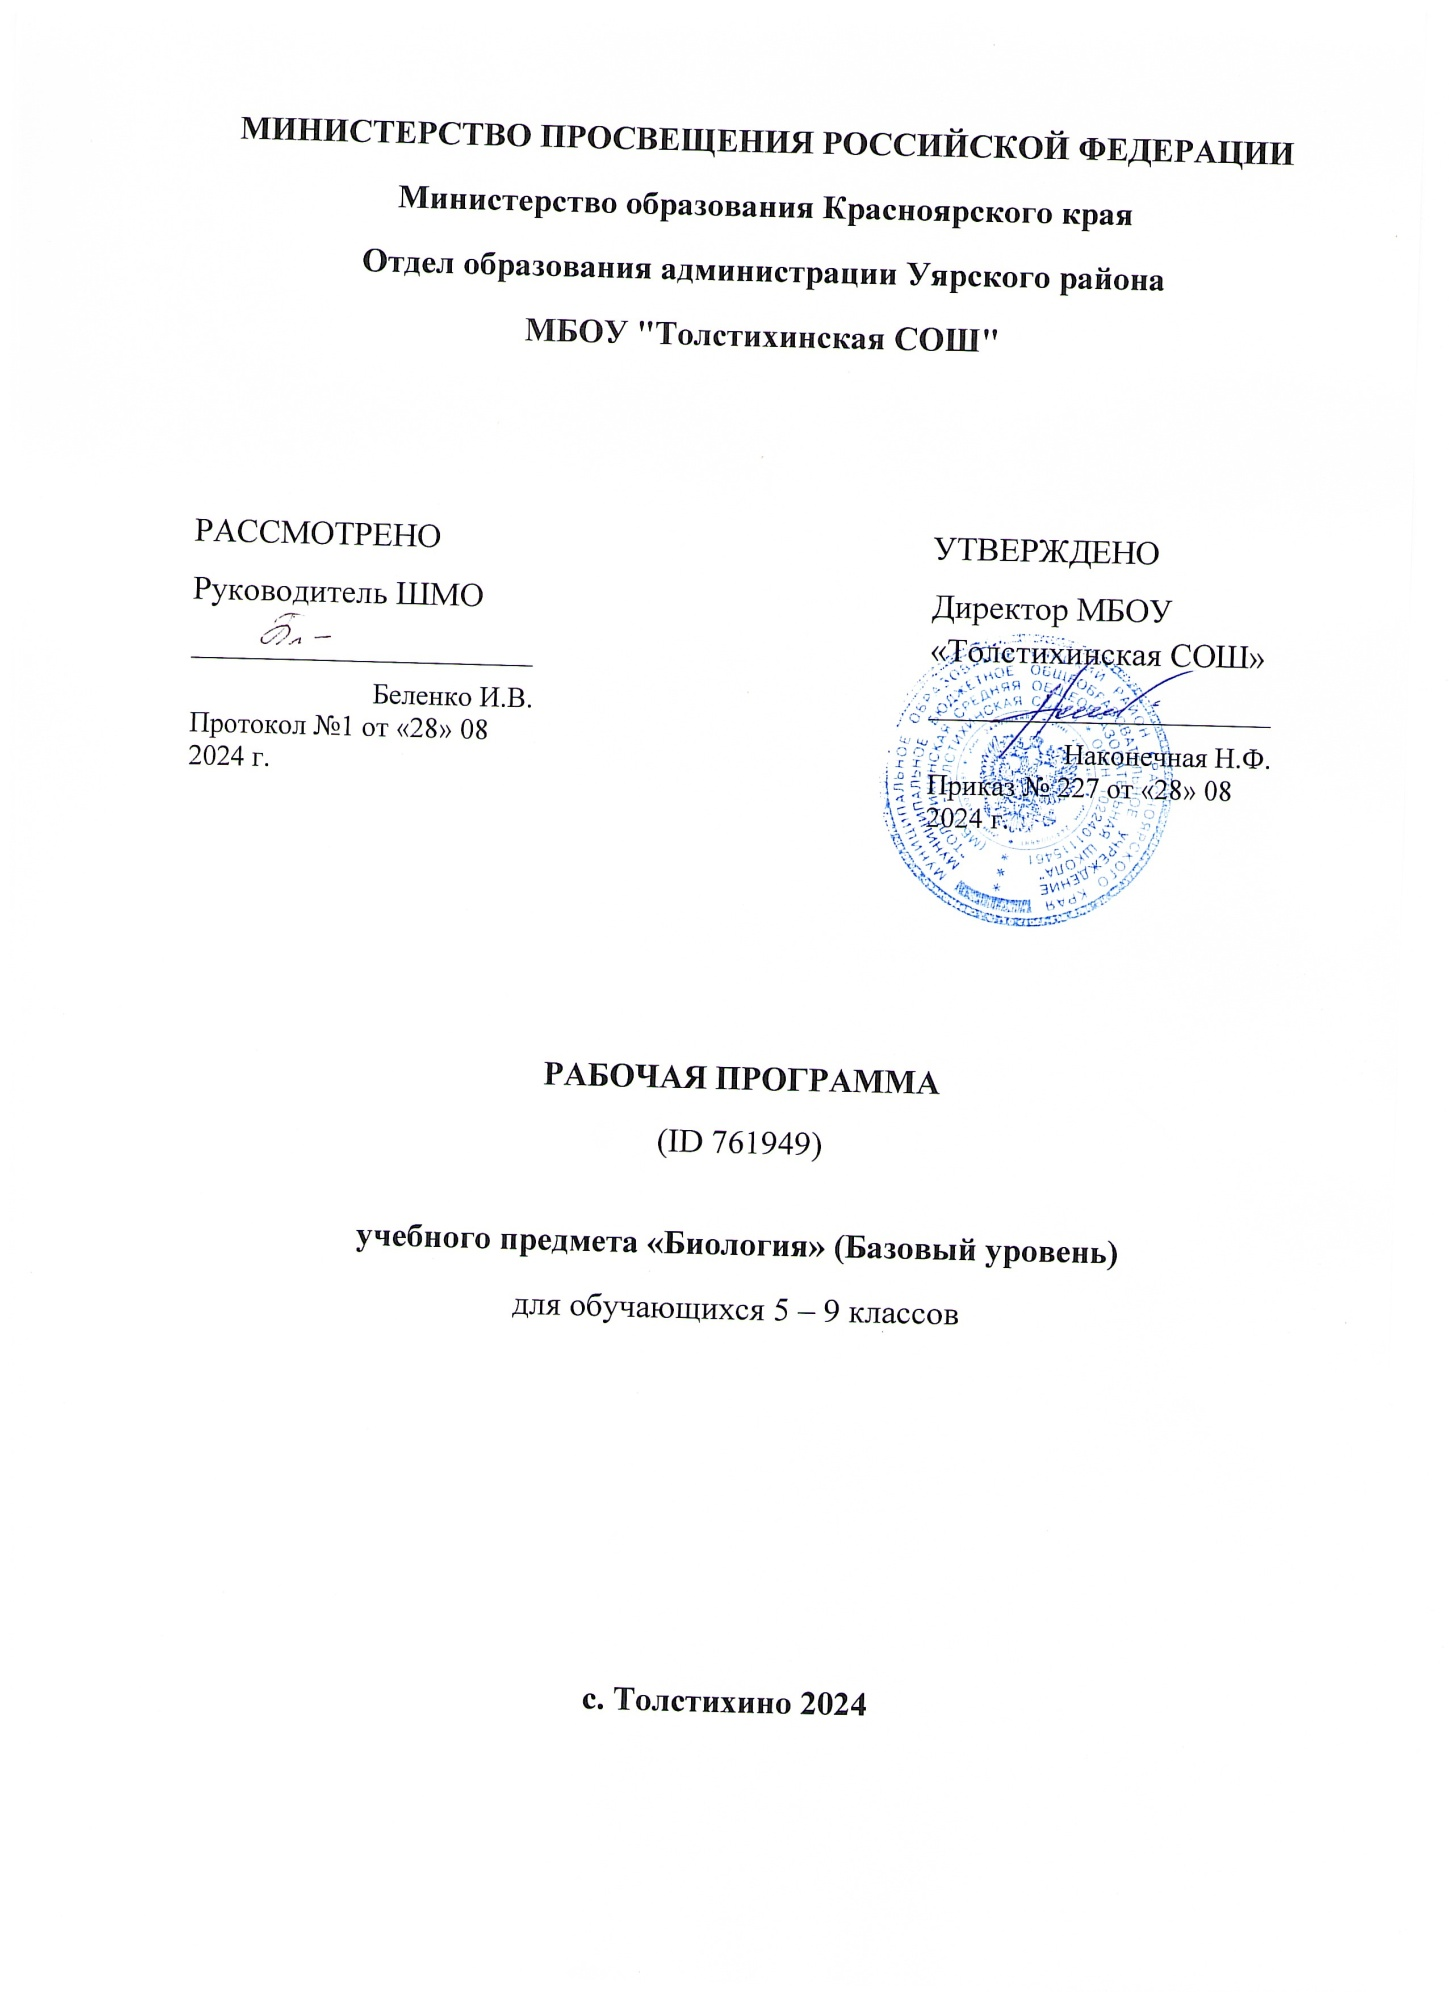 МИНИСТЕРСТВО ПРОСВЕЩЕНИЯ РОССИЙСКОЙ ФЕДЕРАЦИИ
Министерство образования Красноярского края
Отдел образования администрации Уярского района
МБОУ "Толстихинская СОШ"
РАССМОТРЕНО
Руководитель ШМО
Беленко И.В.
Протокол №1 от «28» 08
2024 г.
УТВЕРЖДЕНО
Директор МБОУ
«Толстихинская СОШ»
Наконечная Н.Ф.
Приказ № 227 от «28» 08
2024 г.
РАБОЧАЯ ПРОГРАММА
(ID 761949)
учебного предмета «Биология» (Базовый уровень)
для обучающихся 5 – 9 классов
с. Толстихино 2024